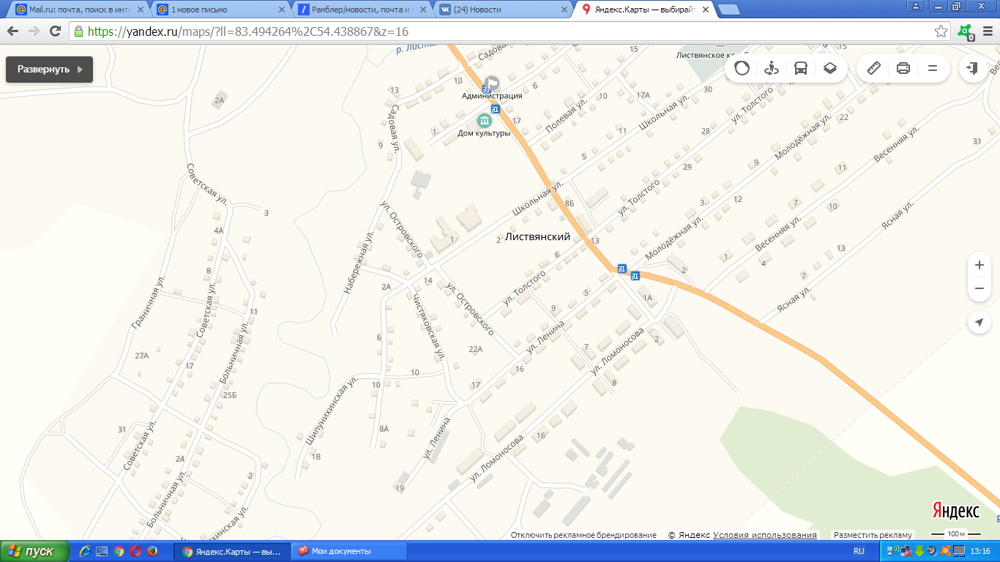 Mail.ru: почта, поиск в инте
1 новое письмо
Рамблер/новости, почта и п
(24) Новости
Яндекс.Карты — выбирайт
https://yandex.ru/maps/?ll=83.494264%2C54.438867&z=16
0
Развернуть
р. Листв
Садовая
15
15
Листвянское кл
Весенняя
10
6
10
17А
30
13
2А
Администрация
17
Полевая ул.
Школьная ул.
ул. Толстого
22
Молодёжная ул.
Садовая ул.
Дом культуры
1
11
28
Весенняя ул.
31
9
5
9
11
29
Советская ул.
Школьная ул.
8Б
ул. Толстого
3
12
7
10
3
4А
ул. Островского
Набережная ул.
1
2
Листвянский
13
Молодёжная ул.
Весенняя ул.
Ясная ул.
6
1
4
13
8
2А
14
ул. Толстого
2
7
Граничная ул.
Советская ул.
11
Чистяковская ул.
ул. Островского
9
5
1А
Ясная ул.
Больничная ул.
6
22А
ул. Ленина
7
ул. Ломоносова
2
27А
17
10
10
16
17
8
25Б
Шипунихинская ул.
31
Советская ул.
8А
ул. Ленина
16
24
1В
ул. Ломоносова
2
19
Больничная ул.
нихинская ул.
Яндекс
Отключить рекламное брендирование
© Яндекс Условия использования
Разместить рекламу
100 м
пуск
Яндекс.Карты — вы...
Мои документы
RU
13:16